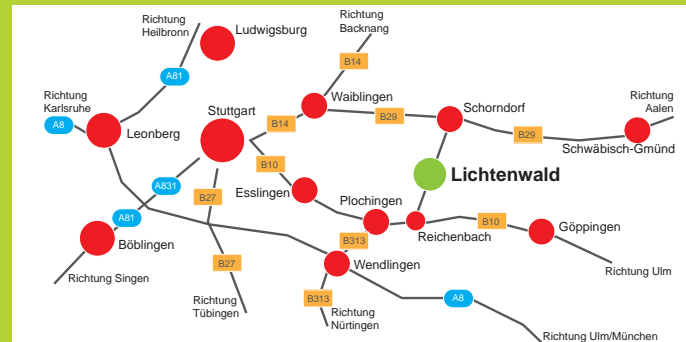 Richtung
Heilbronn
Ludwigsburg
Richtung
Backnang
B14
A81
Richtung
Karlsruhe
A8
Leonberg
Stuttgart
B14
Waiblingen
B29
Schorndorf
B29
Richtung
Aalen
Schwäbisch-Gmünd
B10
A831
B27
Esslingen
Lichtenwald
Plochingen
A81
Böblingen
B313
Reichenbach
B10
Göppingen
B27
Wendlingen
Richtung Singen
Richtung Ulm
Richtung
Tübingen
B313
Richtung
Nürtingen
A8
Richtung Ulm/München